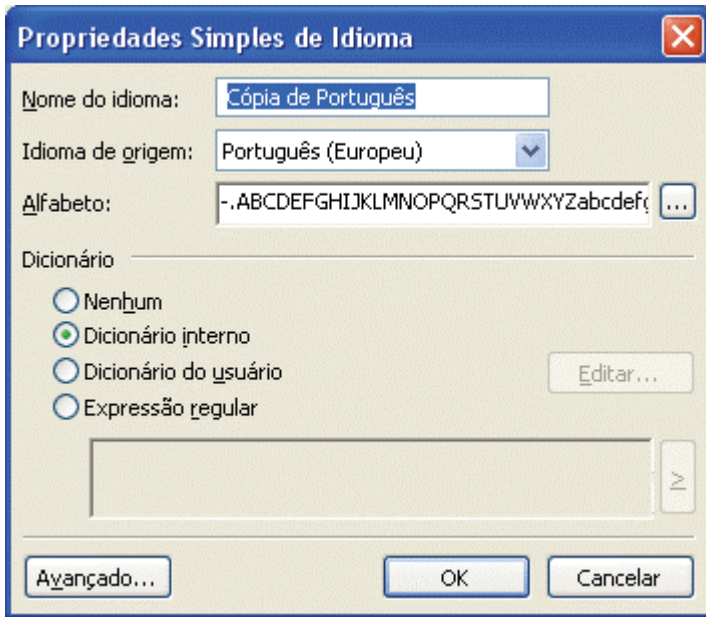 Propriedades Simples de Idioma
Nome do idioma: Cópia de Português
Idioma de origem: Português (Europeu)
Alfabeto: -.ABCDEFGHIJKLMNOPQRSTUVWXYZabcdefg ...
Dicionário
Nenhum
Dicionário interno
Dicionário do usuário
Editar...
Expressão regular
≥
Avançado... OK Cancelar